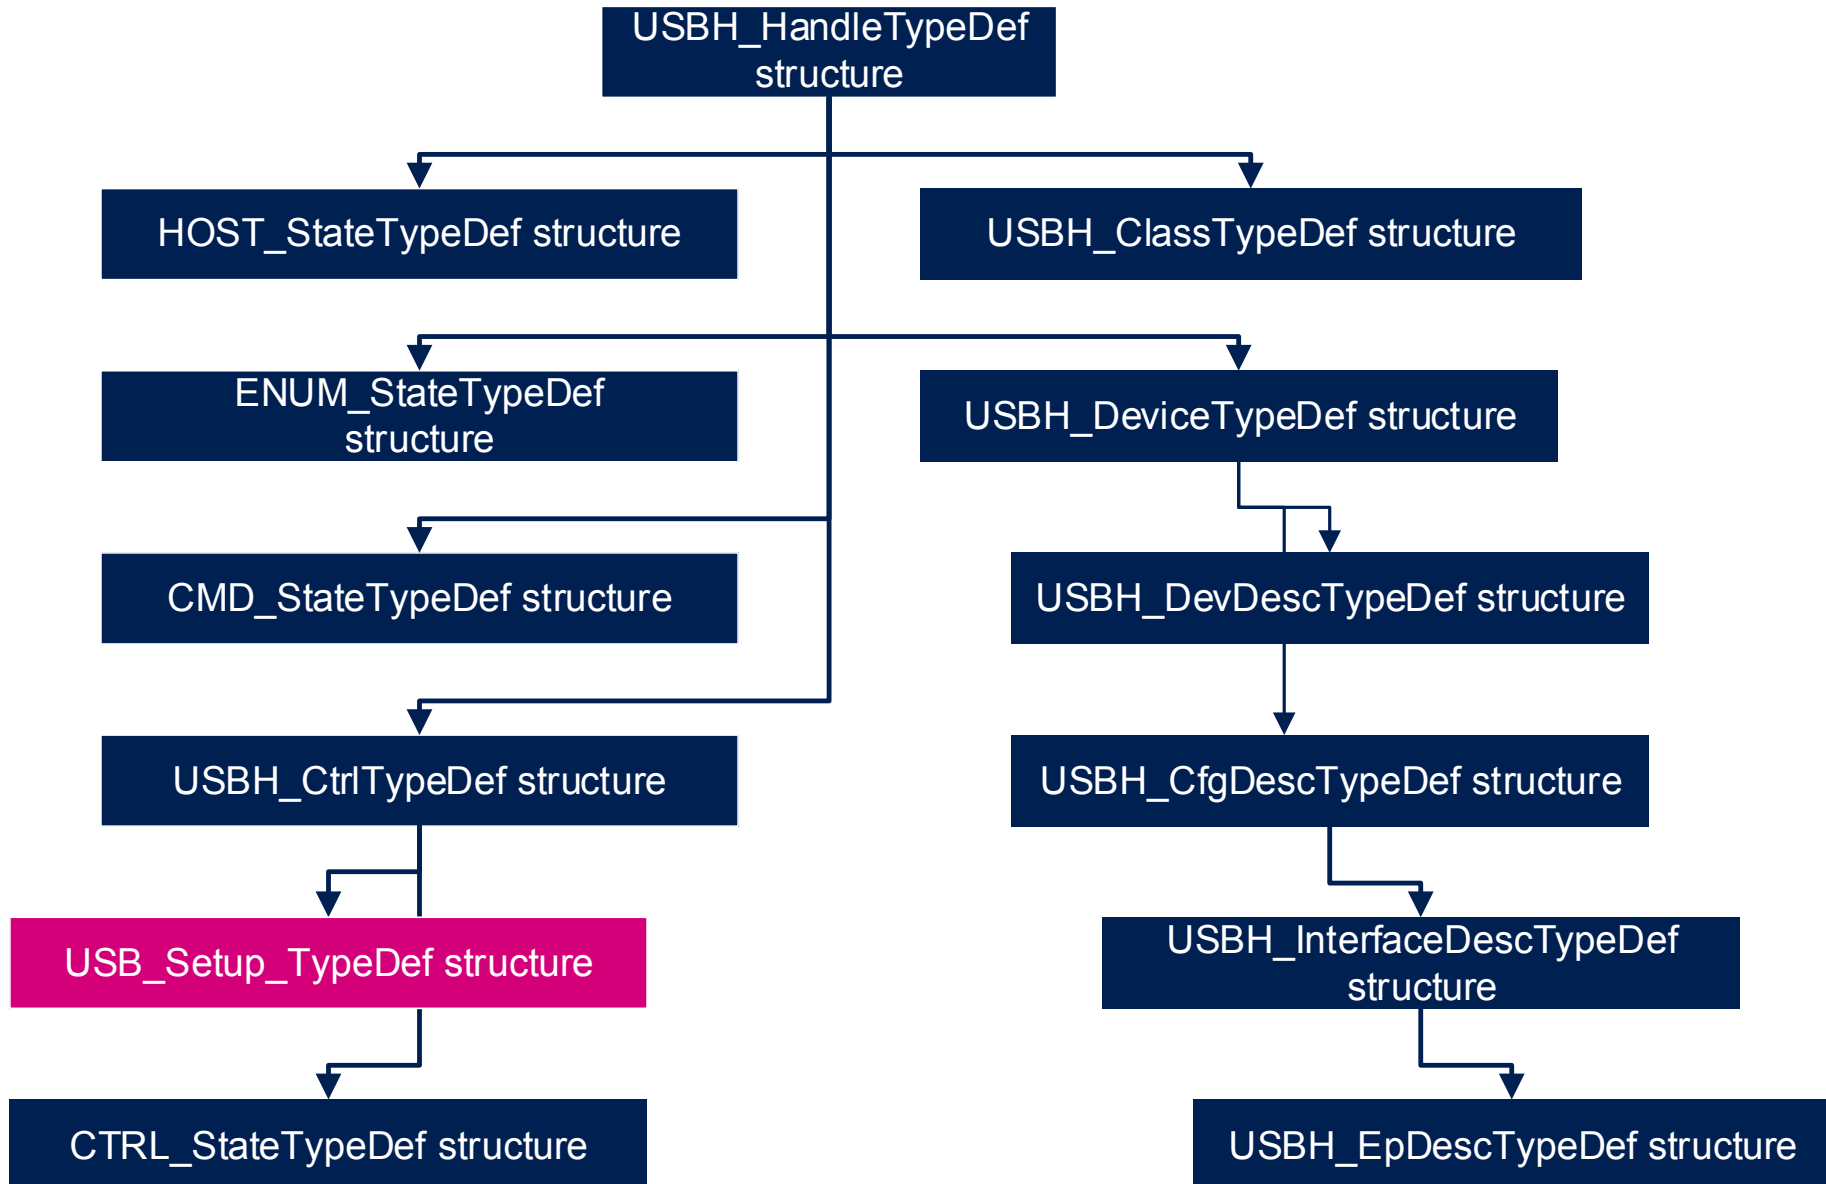 USBH_HandleTypeDef
structure
HOST_StateTypeDef structure
USBH_ClassTypeDef structure
ENUM_StateTypeDef
structure
USBH_DeviceTypeDef structure
CMD_StateTypeDef structure
USBH_DevDescTypeDef structure
USBH_CtrlTypeDef structure
USBH_CfgDescTypeDef structure
USB_Setup_TypeDef structure
USBH_InterfaceDescTypeDef
structure
CTRL_StateTypeDef structure
USBH_EpDescTypeDef structure